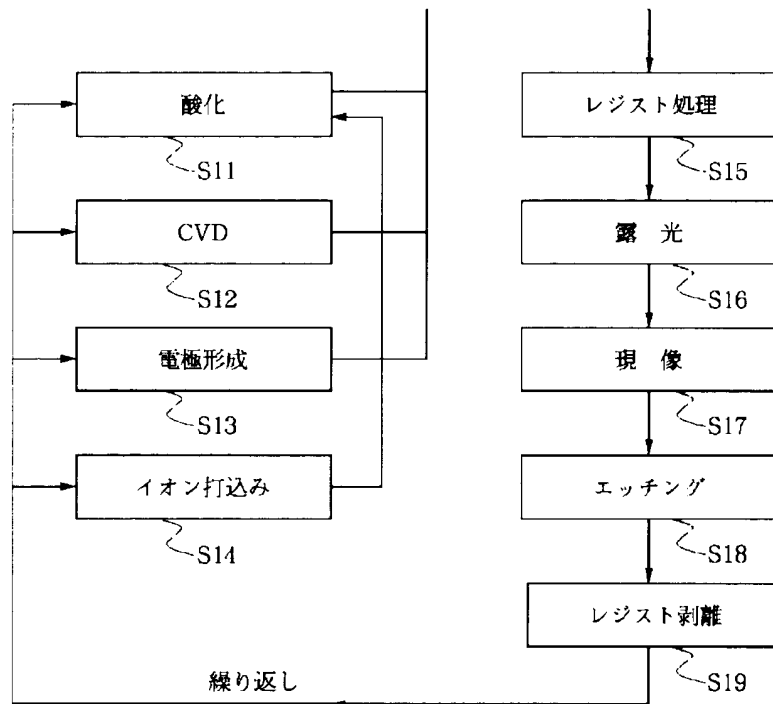 酸化
S11
CVD
S12
電極形成
S13
イオン打込み
S14
レジスト処理
S15
露 光
S16
現 像
S17
エッチング
S18
レジスト剥離
S19
繰り返し